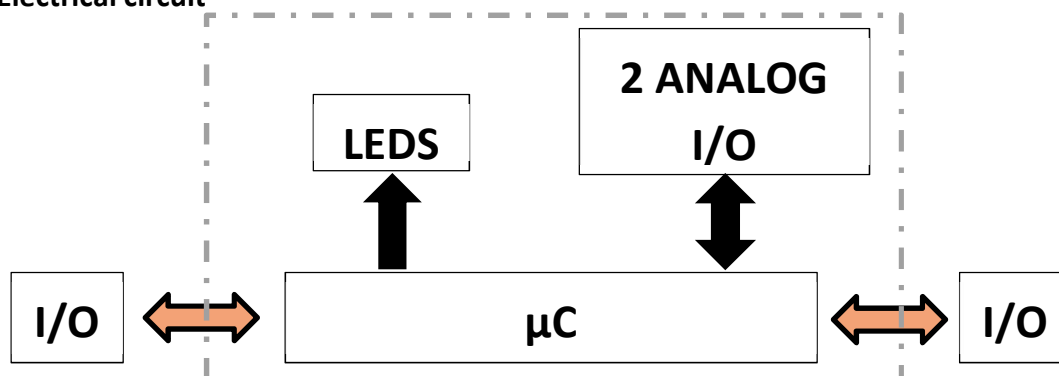 Electrical circuit
2 ANALOG
I/O
LEDS
I/O
µC
I/O